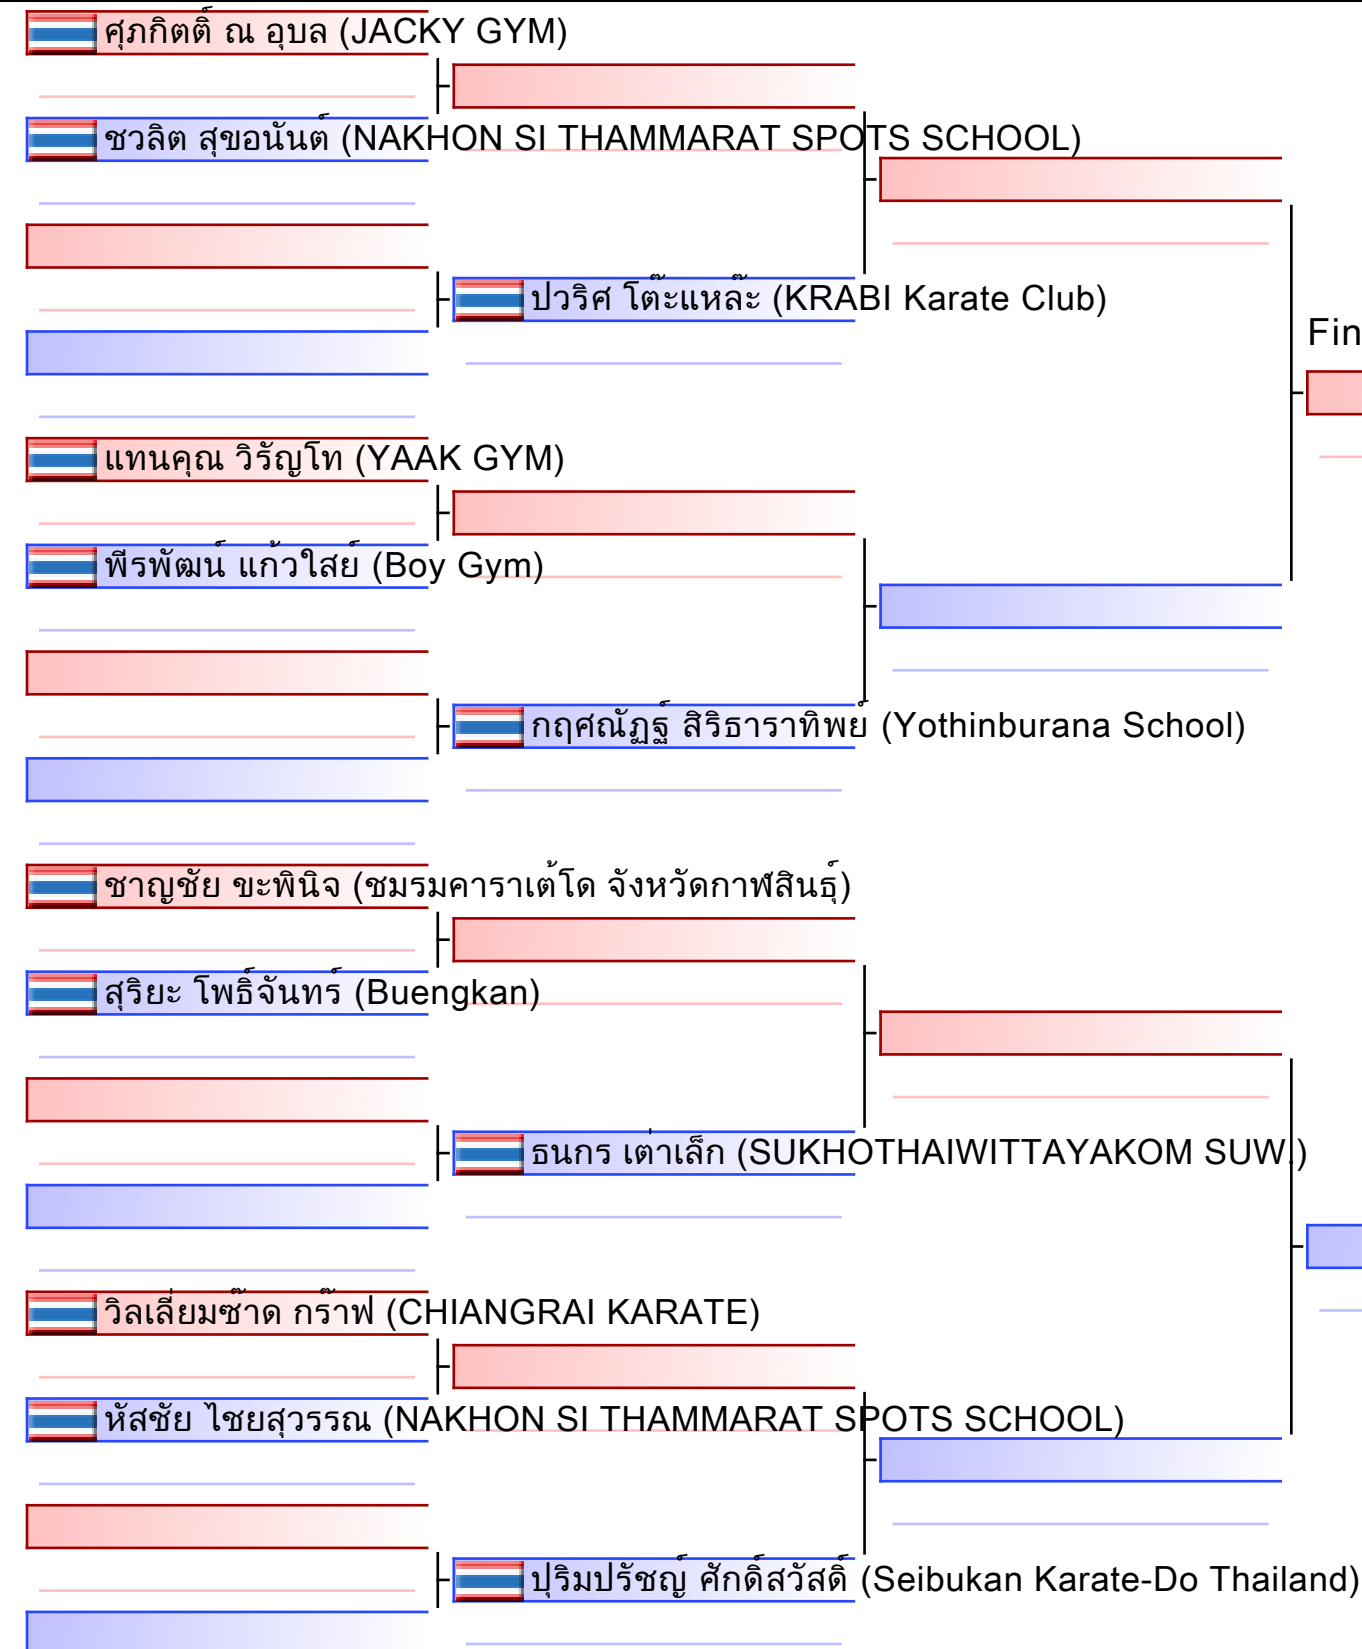 ศุภกิตติ์ ณ อุบล (JACKY GYM)
ชวลิต สุขอนันต์ (NAKHON SI THAMMARAT SPOTS SCHOOL)
ปวริศ โต๊ะแหล๊ะ (KRABI Karate Club)
Fin
แทนคุณ วิรัญโท (YAAK GYM)
พีรพัฒน์ แก้วใสย์ (Boy Gym)
กฤศณัฏฐ์ สิริธาราทิพย์ (Yothinburana School)
ชาญชัย ขะพินิจ (ชมรมคาราเต้โด จังหวัดกาฬสินธุ์)
สุริยะ โพธิ์จันทร์ (Buengkan)
ธนกร เต่าเล็ก (SUKHOTHAIWITTAYAKOM SUW.)
วิลเลี่ยมซ๊าด กร๊าฟ (CHIANGRAI KARATE)
หัสชัย ไชยสุวรรณ (NAKHON SI THAMMARAT SPOTS SCHOOL)
ปุริมปรัชญ์ ศักดิ์สวัสดิ์ (Seibukan Karate-Do Thailand)